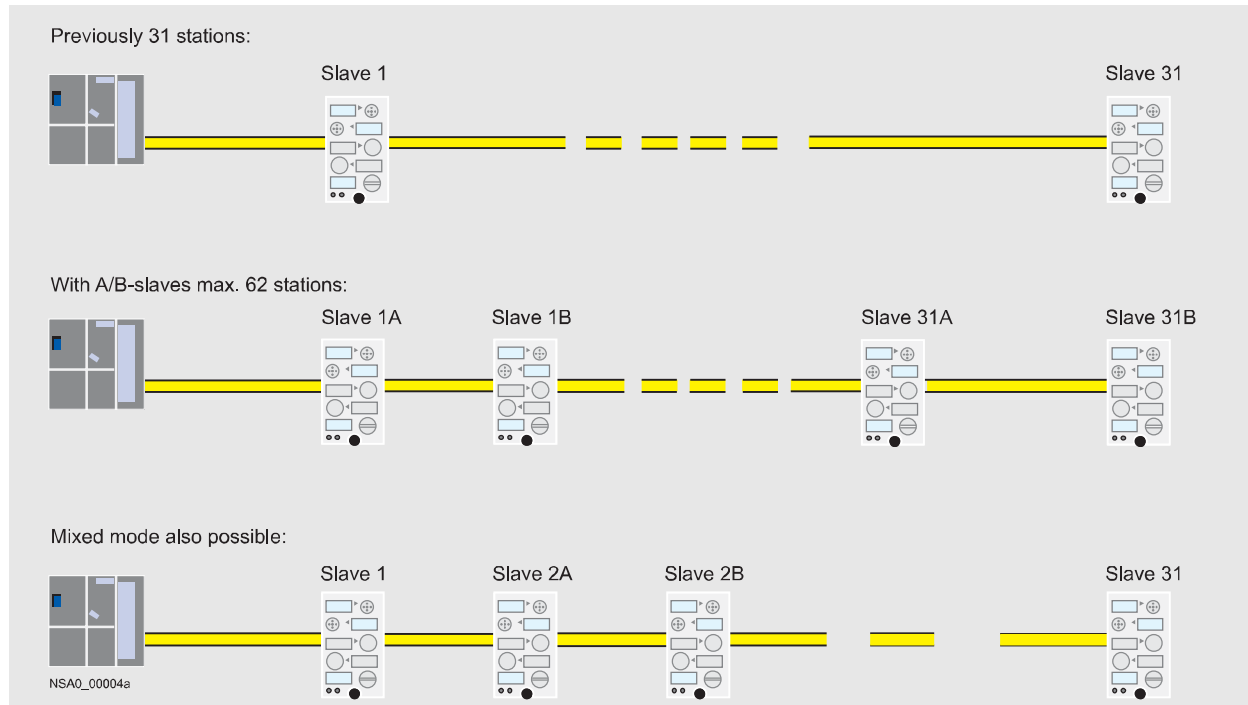 Previously 31 stations:
Slave 1
Slave 31
With A/B-slaves max. 62 stations:
Slave 1A
Slave 1B
Slave 31A
Slave 31B
Mixed mode also possible:
Slave 1
Slave 2A
Slave 2B
Slave 31
NSA0_00004a